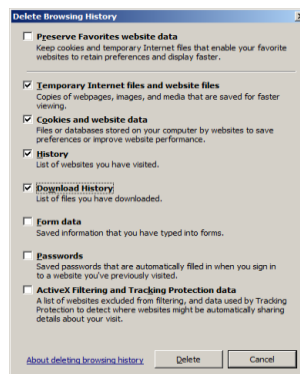 Delete Browsing History
Preserve Favorites website data
Keep cookies and temporary Internet files that enable your favorite
websites to retain preferences and display faster.
Temporary Internet files and website files
Copies of webpages, images, and media that are saved for faster
viewing.
Cookies and website data
Files or databases stored on your computer by websites to save
preferences or improve website performance.
History
List of websites you have visited.
Download History
List of files you have downloaded.
Form data
Saved information that you have typed into forms.
Passwords
Saved passwords that are automatically filled in when you sign in
to a website you've previously visited.
ActiveX Filtering and Tracking Protection data
A list of websites excluded from filtering, and data used by Tracking
Protection to detect where websites might be automatically sharing
details about your visit.
About deleting browsing history
Delete
Cancel